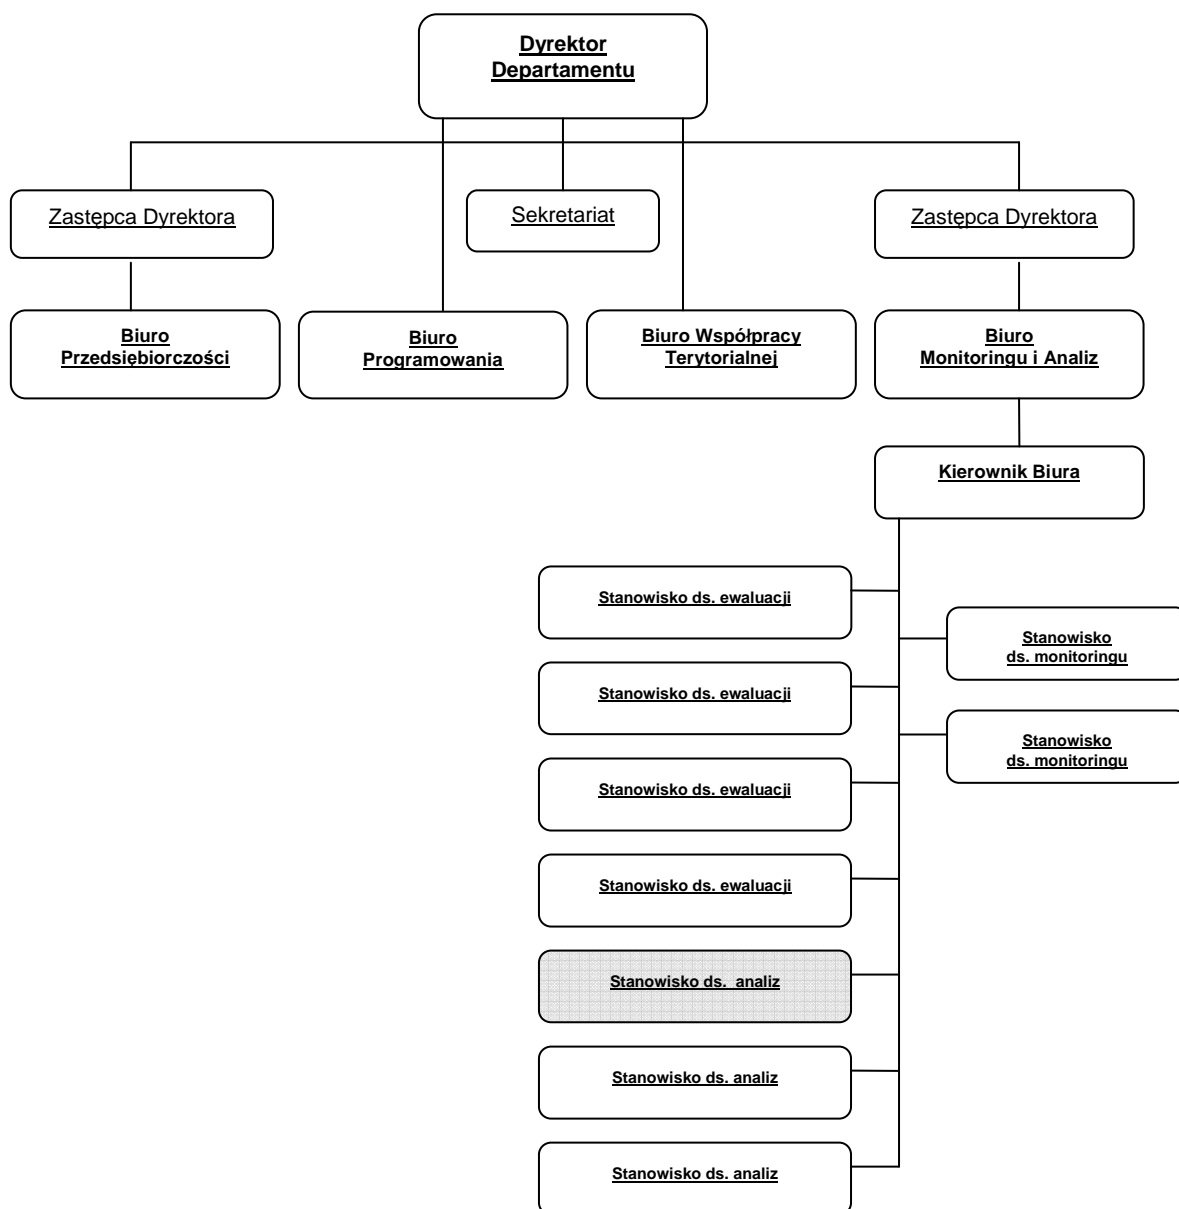 Dyrektor
Departamentu
Zastępca Dyrektora
Sekretariat
Zastępca Dyrektora
Biuro
Przedsiębiorczości
Biuro
Programowania
Biuro Współpracy
Terytorialnej
Biuro
Monitoringu i Analiz
Kierownik Biura
Stanowisko ds. ewaluacji
Stanowisko
ds. monitoringu
Stanowisko ds. ewaluacji
Stanowisko
ds. monitoringu
Stanowisko ds. ewaluacji
Stanowisko ds. ewaluacji
Stanowisko ds. analiz
Stanowisko ds. analiz
Stanowisko ds. analiz